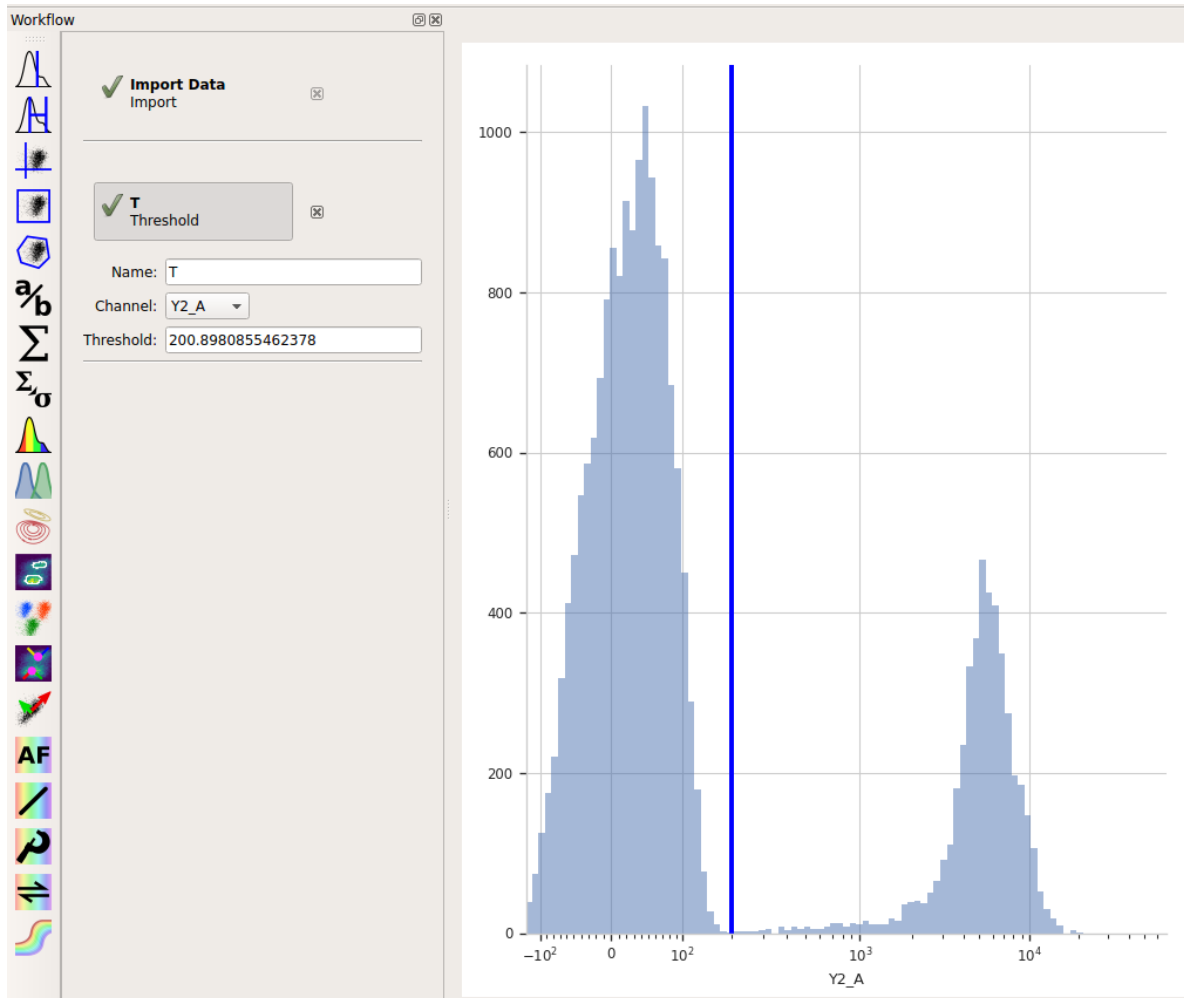 Workflow
Import Data
Import
T
Threshold
Name: T
Channel: Y2_A
Threshold: 200.8980855462378
a/b
Σ
Σ,σ
AF
1000
800
600
400
200
0
−10² 0 10² 10³ 10⁴
Y2_A